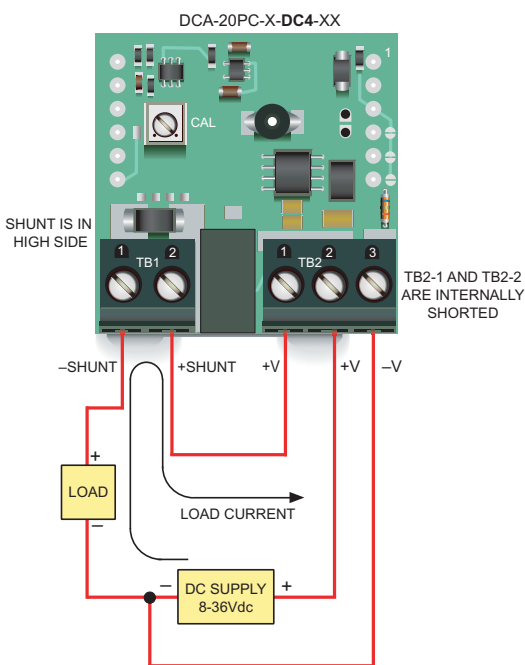 DCA-20PC-X-DC4-XX
1
CAL
SHUNT IS IN
HIGH SIDE
1 2
TB1
1 2 3
TB2
TB2-1 AND TB2-2
ARE INTERNALLY
SHORTED
–SHUNT +SHUNT +V +V –V
+
LOAD
–
LOAD CURRENT
– DC SUPPLY +
8-36Vdc